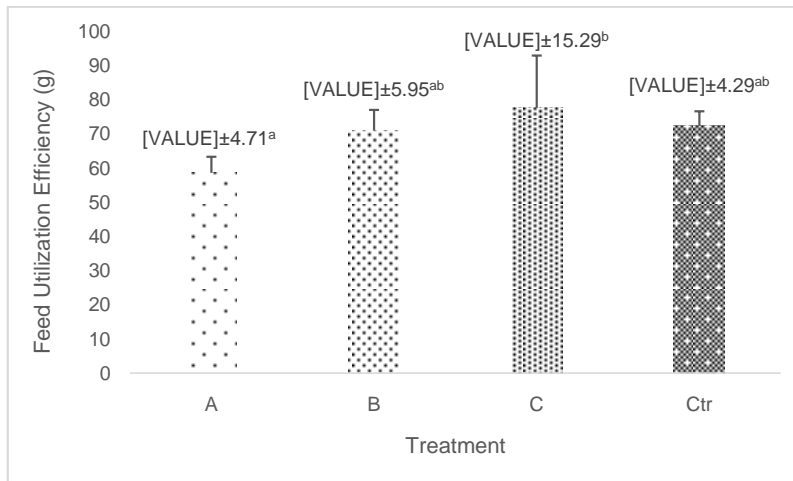 100
90
80
70
60
50
40
30
20
10
0
Feed Utilization Efficiency (g)
[VALUE]±4.71ᵃ
[VALUE]±5.95ᵃᵇ
[VALUE]±15.29ᵇ
[VALUE]±4.29ᵃᵇ
A B C Ctr
Treatment